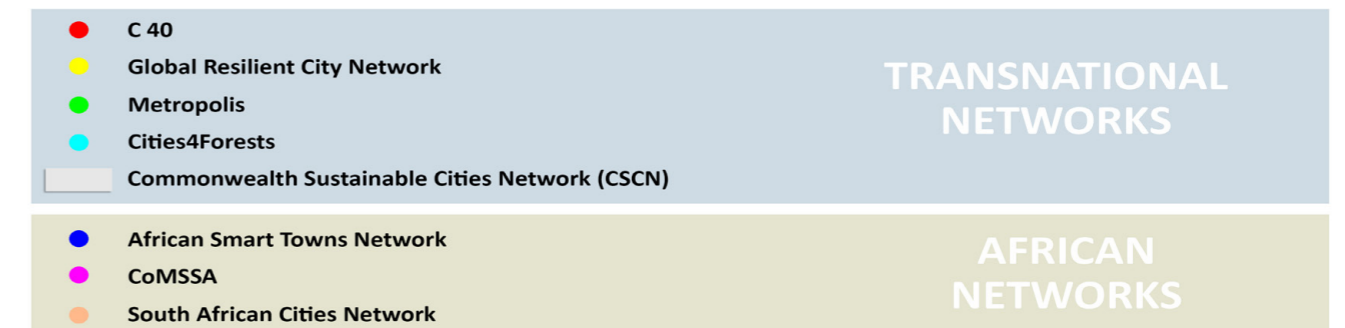 C 40
Global Resilient City Network
Metropolis
Cities4Forests
Commonwealth Sustainable Cities Network (CSCN)
TRANSNATIONAL
NETWORKS
African Smart Towns Network
CoMSSA
South African Cities Network
AFRICAN
NETWORKS